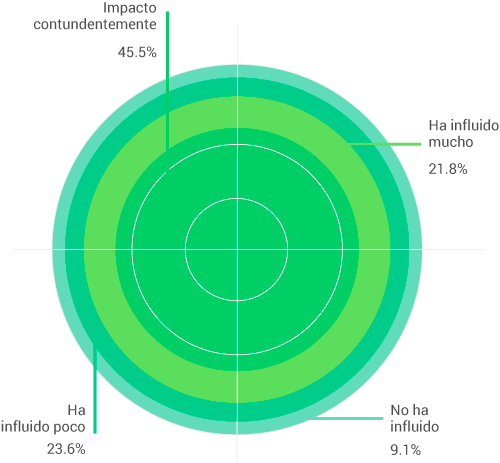 Impacto
contundentemente
45.5%
Ha influido
mucho
21.8%
Ha
influido poco
23.6%
No ha
influido
9.1%